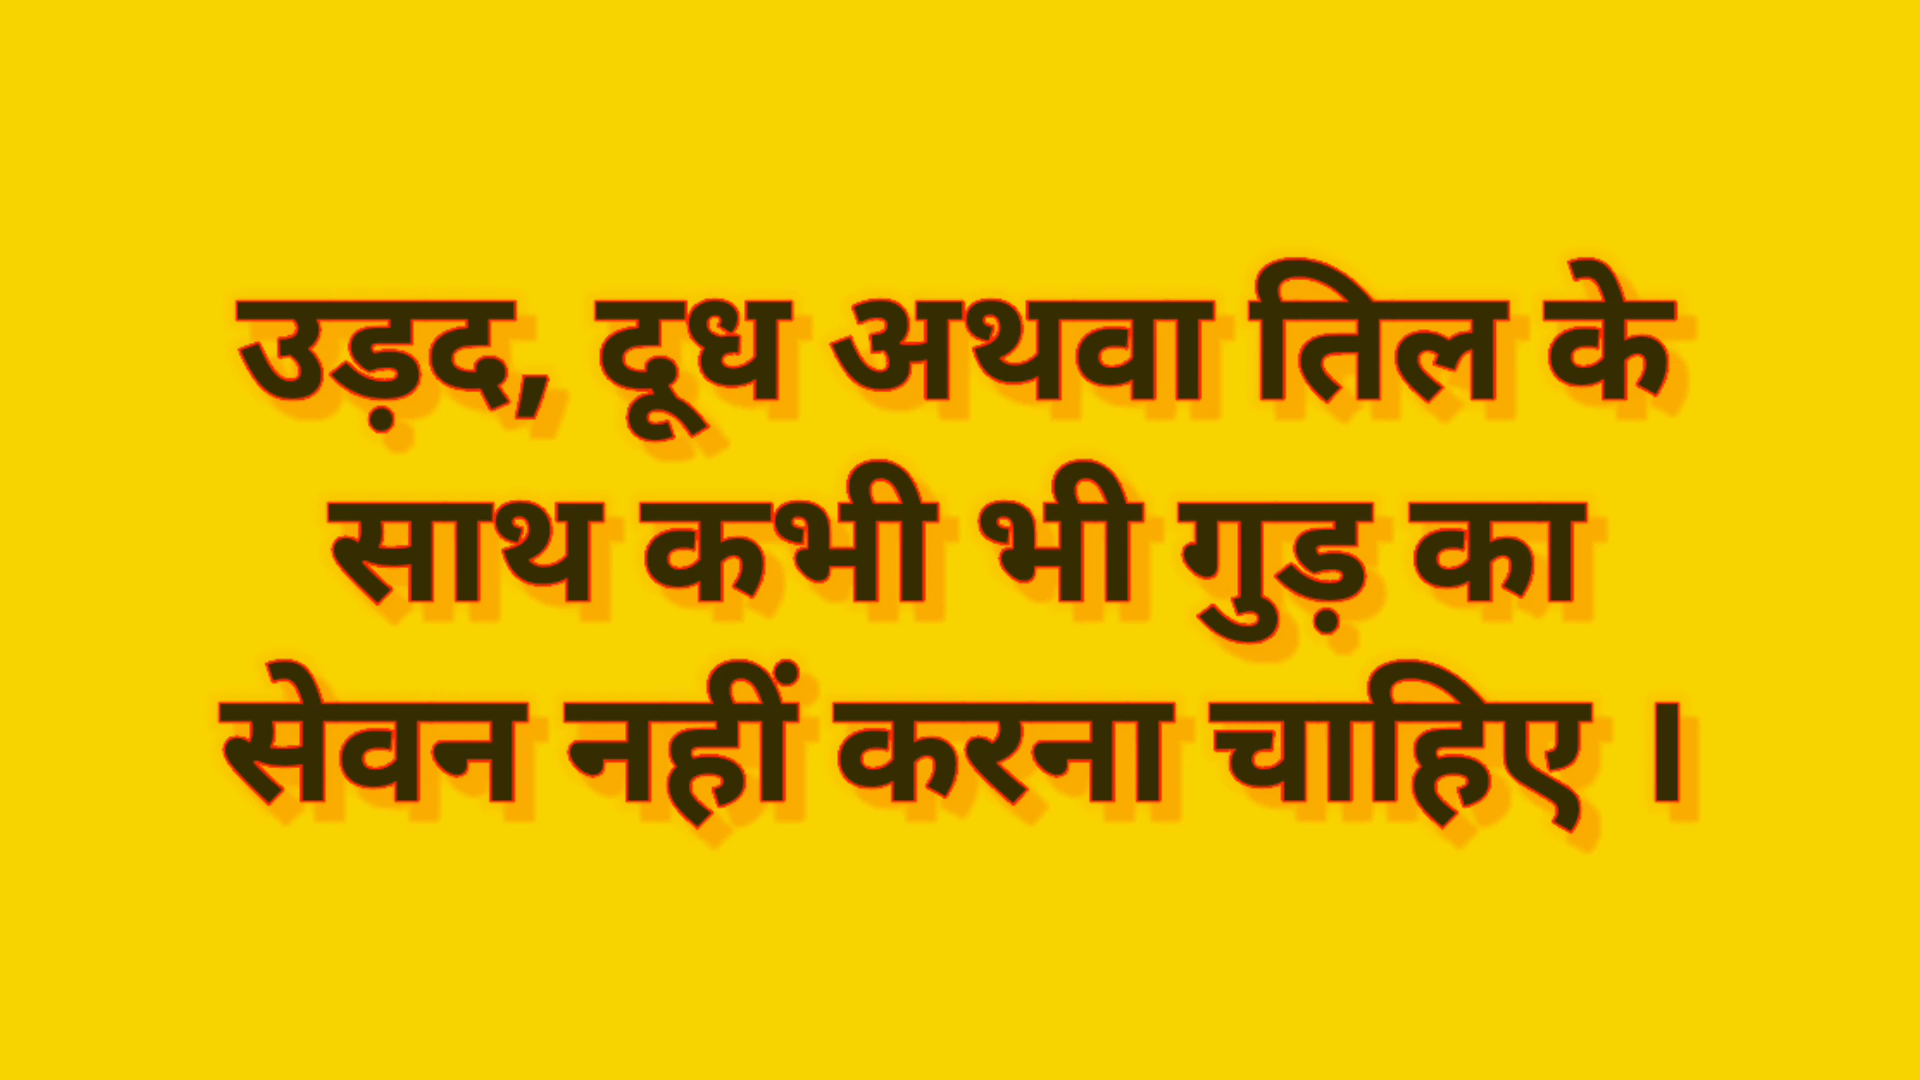 उड़द, दूध अथवा तिल के
साथ कभी भी गुड़ का
सेवन नहीं करना चाहिए ।